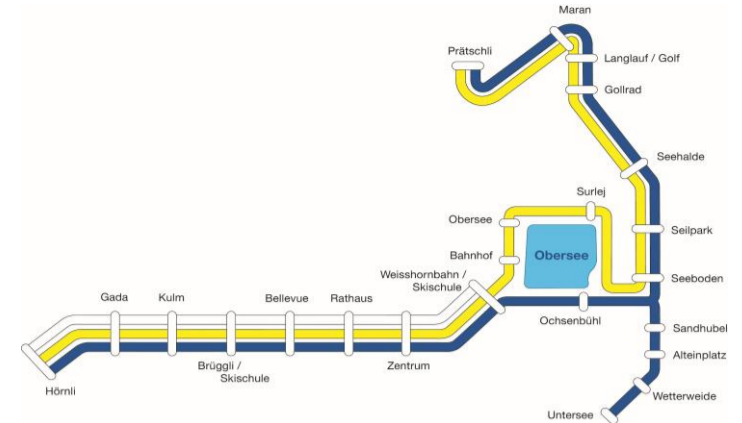 Maran
Prätschli
Langlauf / Golf
Gollrad
Seehalde
Surlej
Obersee
Seilpark
Bahnhof
Obersee
Weisshornbahn /
Skischule
Seeboden
Gada
Kulm
Bellevue
Rathaus
Ochsenbühl
Sandhubel
Alteinplatz
Brüggli /
Skischule
Zentrum
Hörnli
Wetterweide
Untersee